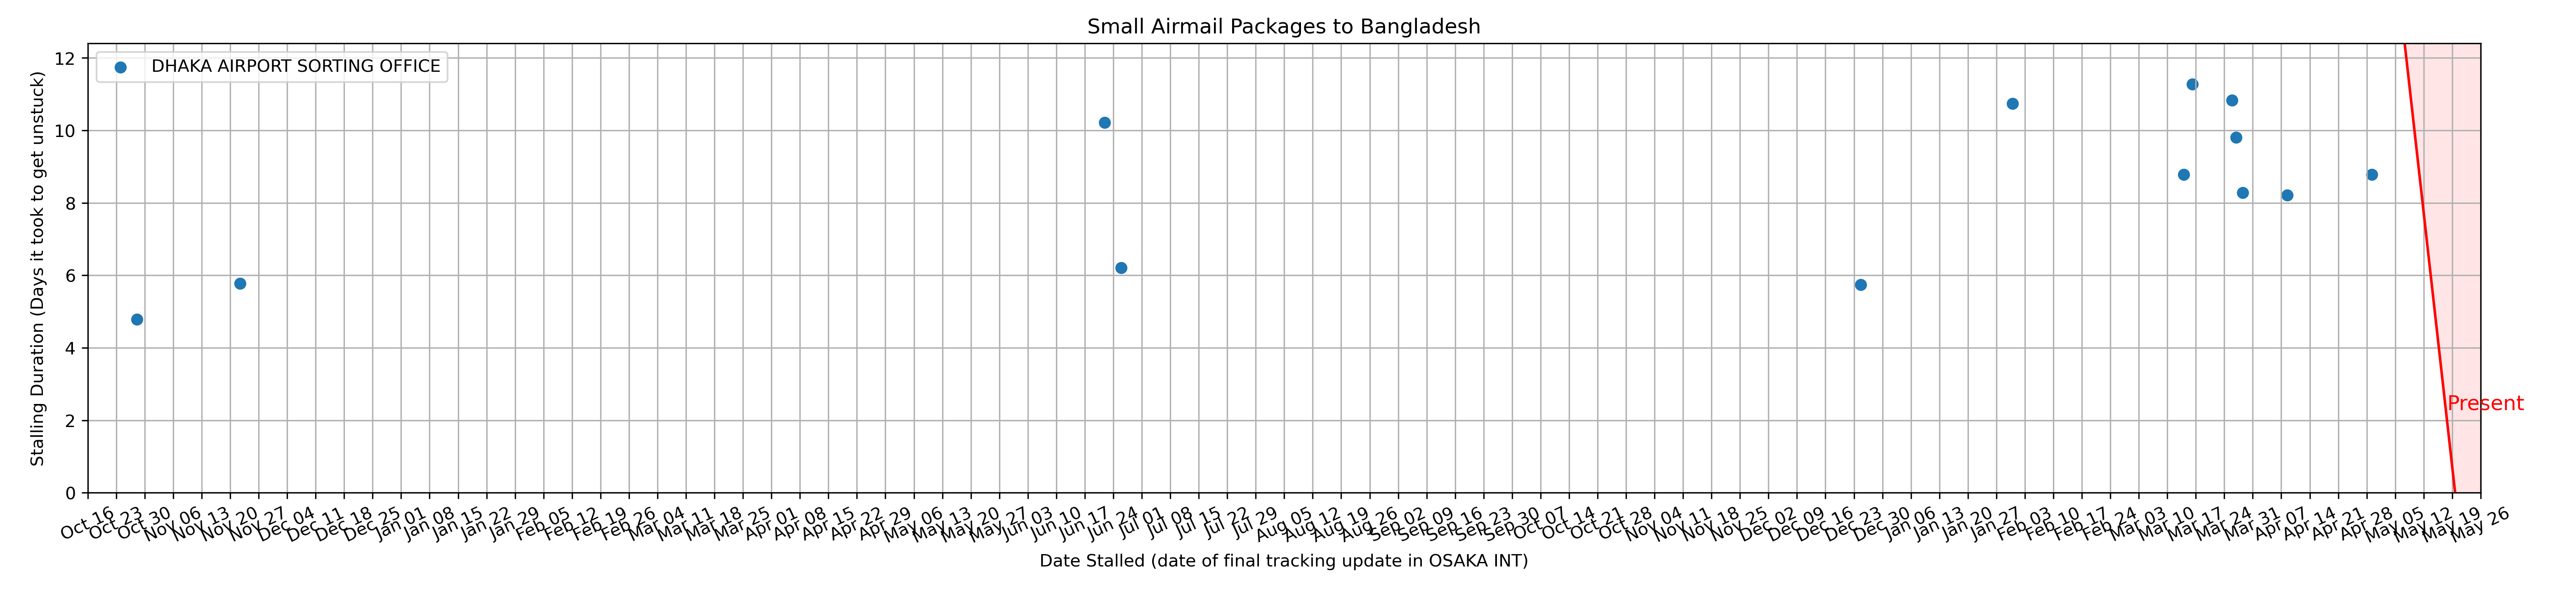 Small Airmail Packages to Bangladesh
DHAKA AIRPORT SORTING OFFICE
Stalling Duration (Days it took to get unstuck)
12
10
8
6
4
2
0
Present
Oct 16 Oct 23 Oct 30 Nov 06 Nov 13 Nov 20 Nov 27 Dec 04 Dec 11 Dec 18 Dec 25 Jan 01 Jan 08 Jan 15 Jan 22 Jan 29 Feb 05 Feb 12 Feb 19 Feb 26 Mar 04 Mar 11 Mar 18 Mar 25 Apr 01 Apr 08 Apr 15 Apr 22 Apr 29 May 06 May 13 May 20 May 27 Jun 03 Jun 10 Jun 17 Jun 24 Jul 01 Jul 08 Jul 15 Jul 22 Jul 29 Aug 05 Aug 12 Aug 19 Aug 26 Sep 02 Sep 09 Sep 16 Sep 23 Sep 30 Oct 07 Oct 14 Oct 21 Oct 28 Nov 04 Nov 11 Nov 18 Nov 25 Dec 02 Dec 09 Dec 16 Dec 23 Dec 30 Jan 06 Jan 13 Jan 20 Jan 27 Feb 03 Feb 10 Feb 17 Feb 24 Mar 03 Mar 10 Mar 17 Mar 24 Mar 31 Apr 07 Apr 14 Apr 21 Apr 28 May 05 May 12 May 19 May 26
Date Stalled (date of final tracking update in OSAKA INT)